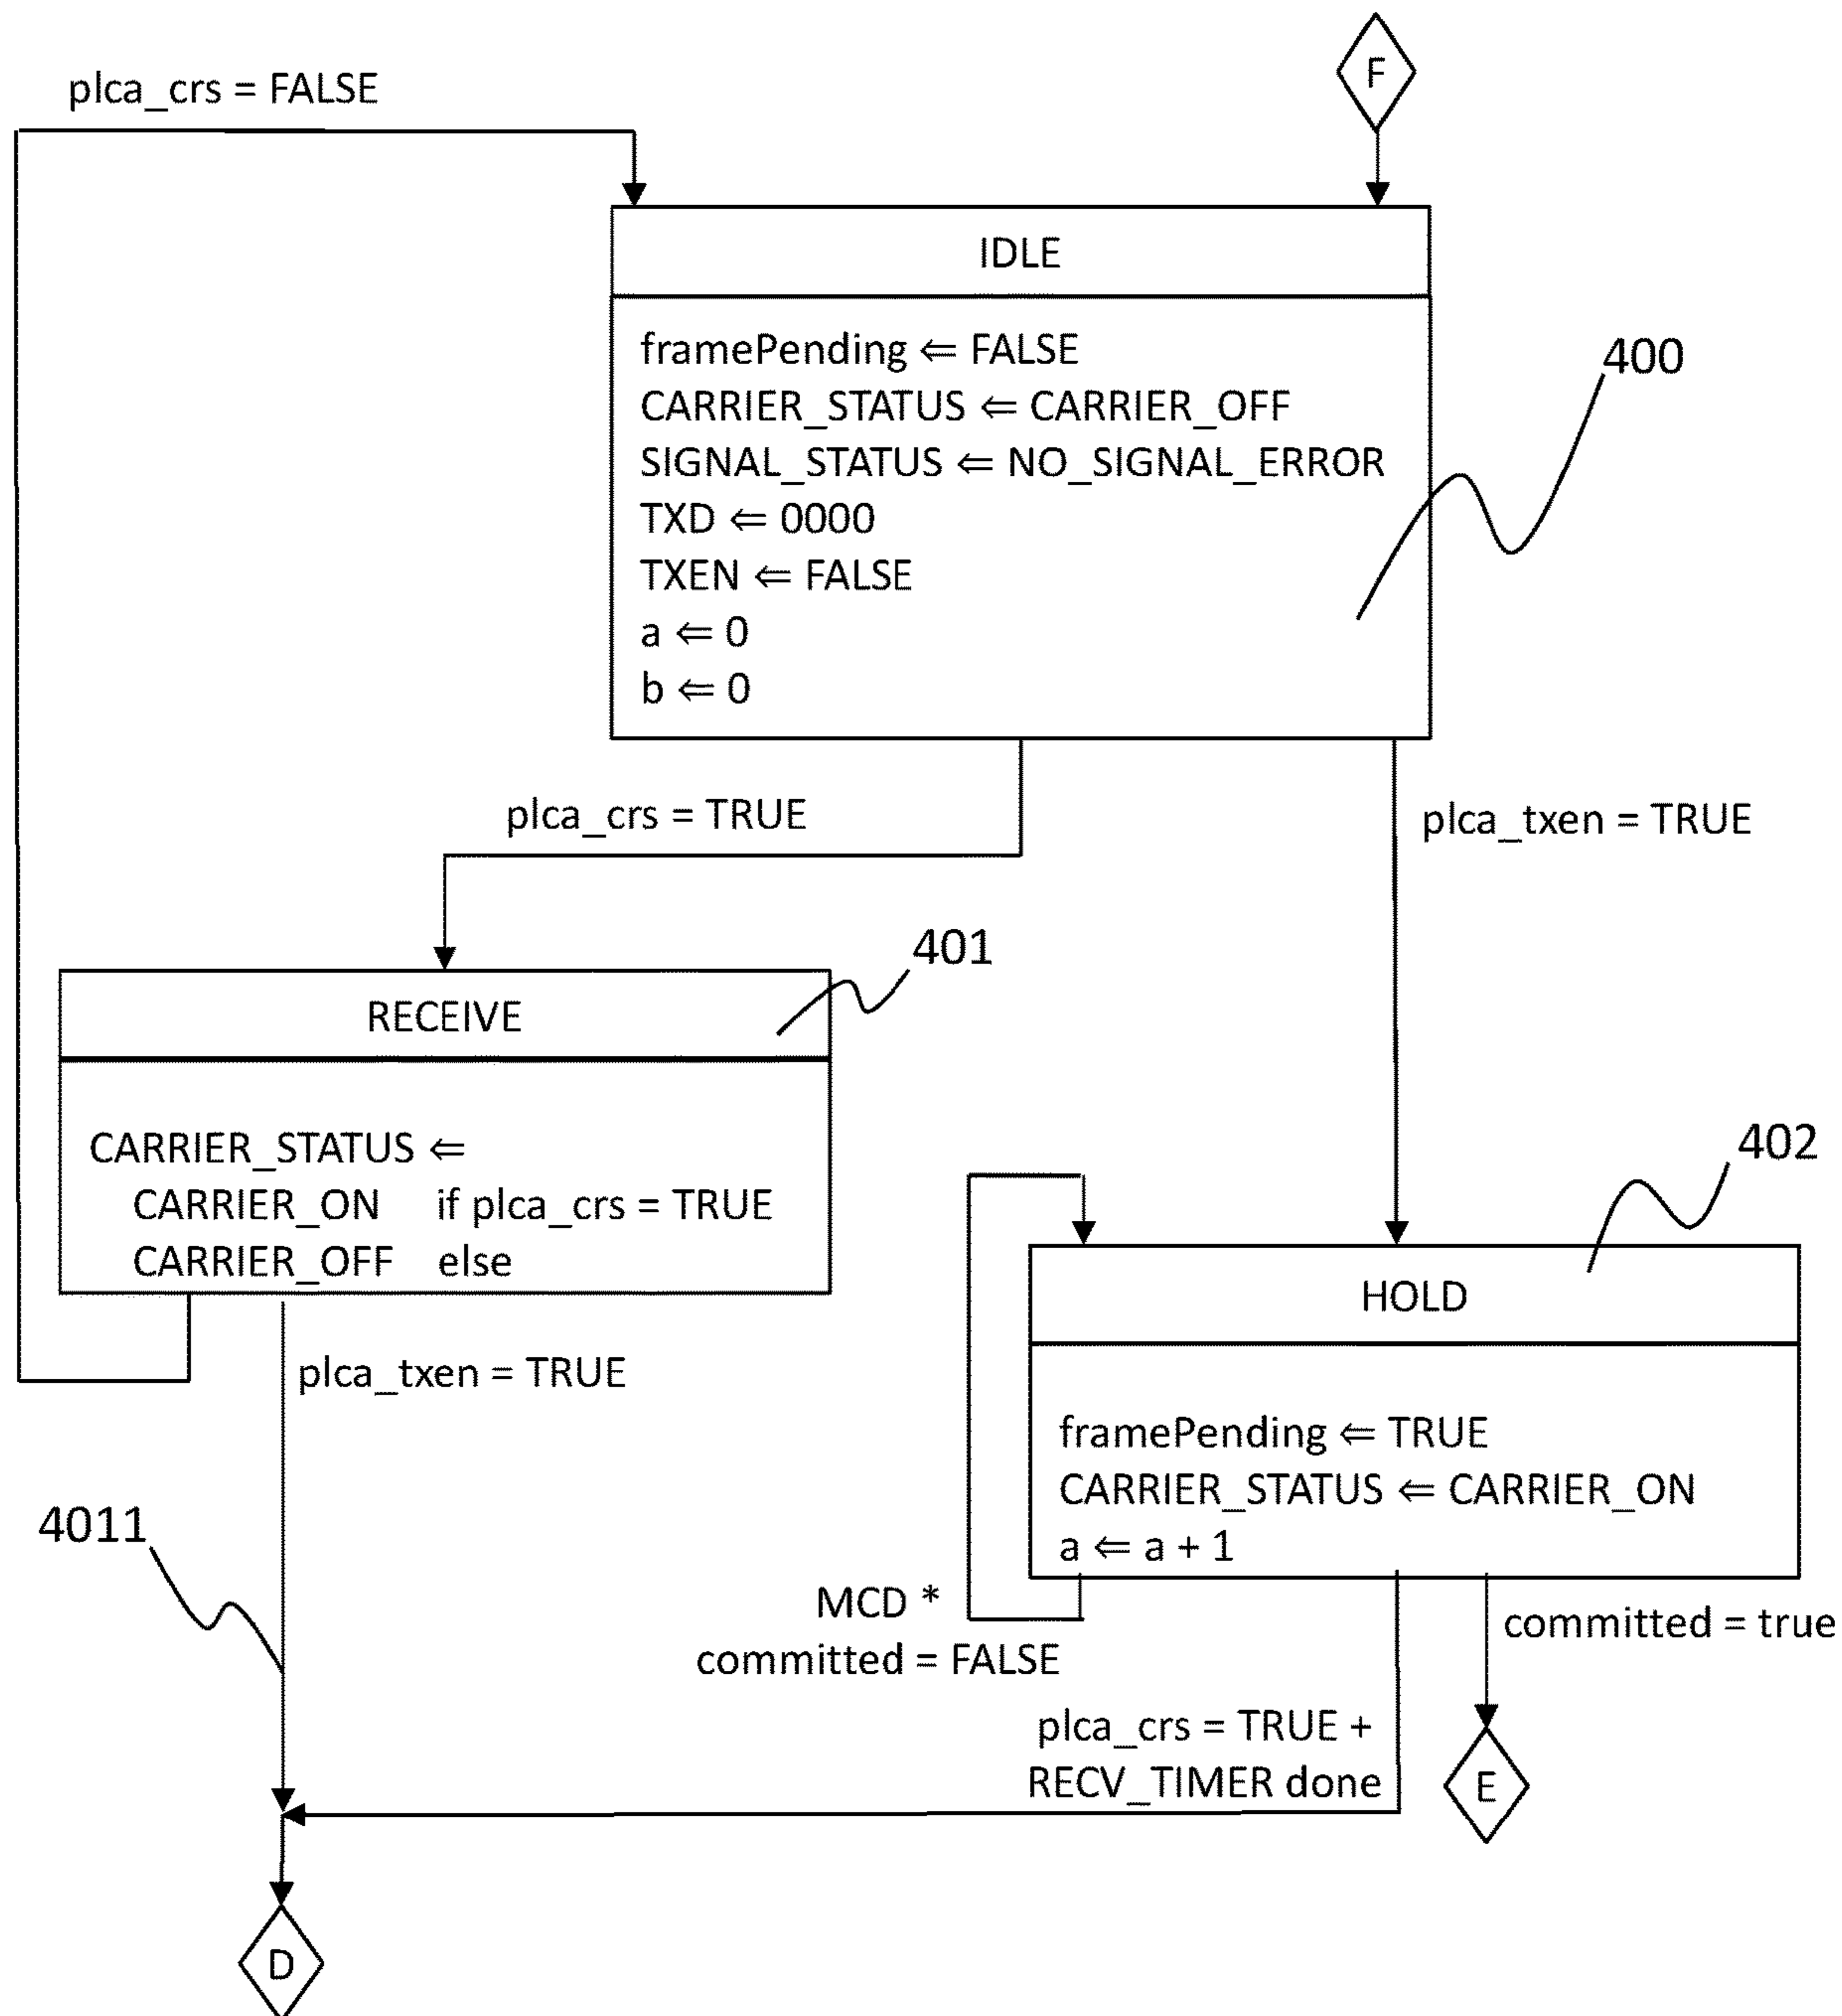 plca_crs = FALSE
F
IDLE
framePending ⇐ FALSE
CARRIER_STATUS ⇐ CARRIER_OFF
SIGNAL_STATUS ⇐ NO_SIGNAL_ERROR
TXD ⇐ 0000
TXEN ⇐ FALSE
a ⇐ 0
b ⇐ 0
400
plca_crs = TRUE
plca_txen = TRUE
401
RECEIVE
CARRIER_STATUS ⇐
CARRIER_ON if plca_crs = TRUE
CARRIER_OFF else
402
HOLD
framePending ⇐ TRUE
CARRIER_STATUS ⇐ CARRIER_ON
a ⇐ a + 1
plca_txen = TRUE
4011
MCD *
committed = FALSE
committed = true
plca_crs = TRUE +
RECV_TIMER done
E
D